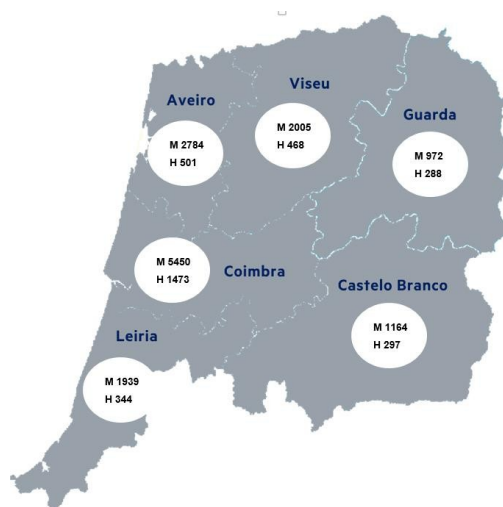 Viseu
Aveiro
Guarda
M 2005
H 468
M 2784
H 501
M 972
H 288
M 5450
H 1473
Coimbra
Castelo Branco
M 1164
H 297
Leiria
M 1939
H 344